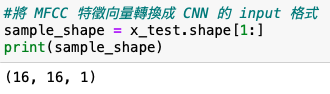 #將 MFCC 特徵向量轉換成 CNN 的 input 格式
sample_shape = x_test.shape[1:]
print(sample_shape)
(16, 16, 1)